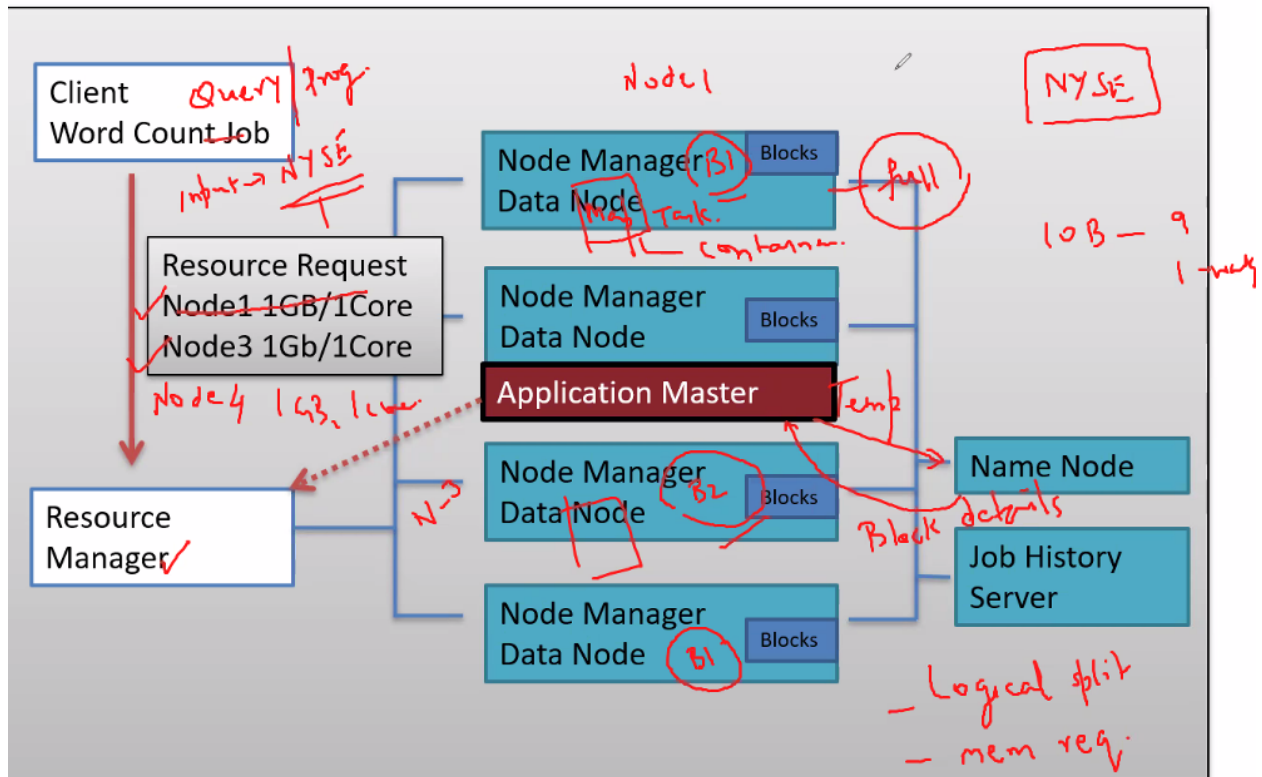 Client
Word Count Job
Query / Prog.
Input → NYSE
Node1
NYSE
Node Manager
Data Node
Blocks
B1
full
Map Task.
Container.
10B — 9
1
Resource Request
Node1 1GB/1Core
Node3 1Gb/1Core
Node4 1GB, 1Core.
Node Manager
Data Node
Blocks
Application Master
Temp
Node Manager
Data Node
Blocks
B2
N-3
Name Node
Block details
Resource
Manager
Job History
Server
Node Manager
Data Node
Blocks
B1
— Logical split
— mem req.